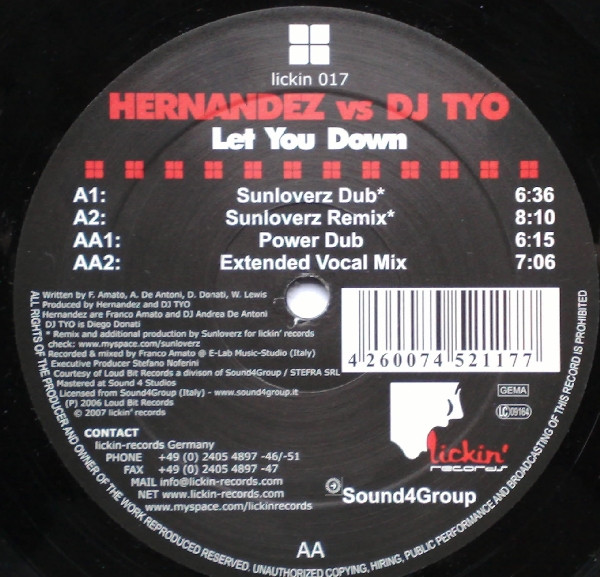 lickin 017
HERNANDEZ vs DJ TYO
Let You Down
A1: Sunloverz Dub* 6:36
A2: Sunloverz Remix* 8:10
AA1: Power Dub 6:15
AA2: Extended Vocal Mix 7:06
Written by F. Amato, A. De Antoni, D. Donati, W. Lewis
Produced by Hernandez and DJ TYO
Hernandez are Franco Amato and DJ Andrea De Antoni
DJ TYO is Diego Donati
* Remix and additional production by Sunloverz for lickin' records
check: www.myspace.com/sunloverz
Recorded & mixed by Franco Amato @ E-Lab Music-Studio (Italy)
Executive Producer Stefano Noferini
Courtesy of Loud Bit Records a divison of Sound4Group / STEFRA SRL
Mastered at Sound 4 Studios
Licensed from Sound4Group (Italy) - www.sound4group.it
(P) 2006 Loud Bit Records
© 2007 lickin' records
4 260074 521177
GEMA
LC 09164
lickin'
records
CONTACT
lickin-records Germany
PHONE +49 (0) 2405 4897 -46/-51
FAX +49 (0) 2405 4897 -47
MAIL info@lickin-records.com
NET www.lickin-records.com
www.myspace.com/lickinrecords
Sound4Group
AA
ALL RIGHTS OF THE PRODUCER AND OWNER OF THE WORK REPRODUCED RESERVED. UNAUTHORIZED COPYING, HIRING, PUBLIC PERFORMANCE AND BROADCASTING OF THIS RECORD IS PROHIBITED